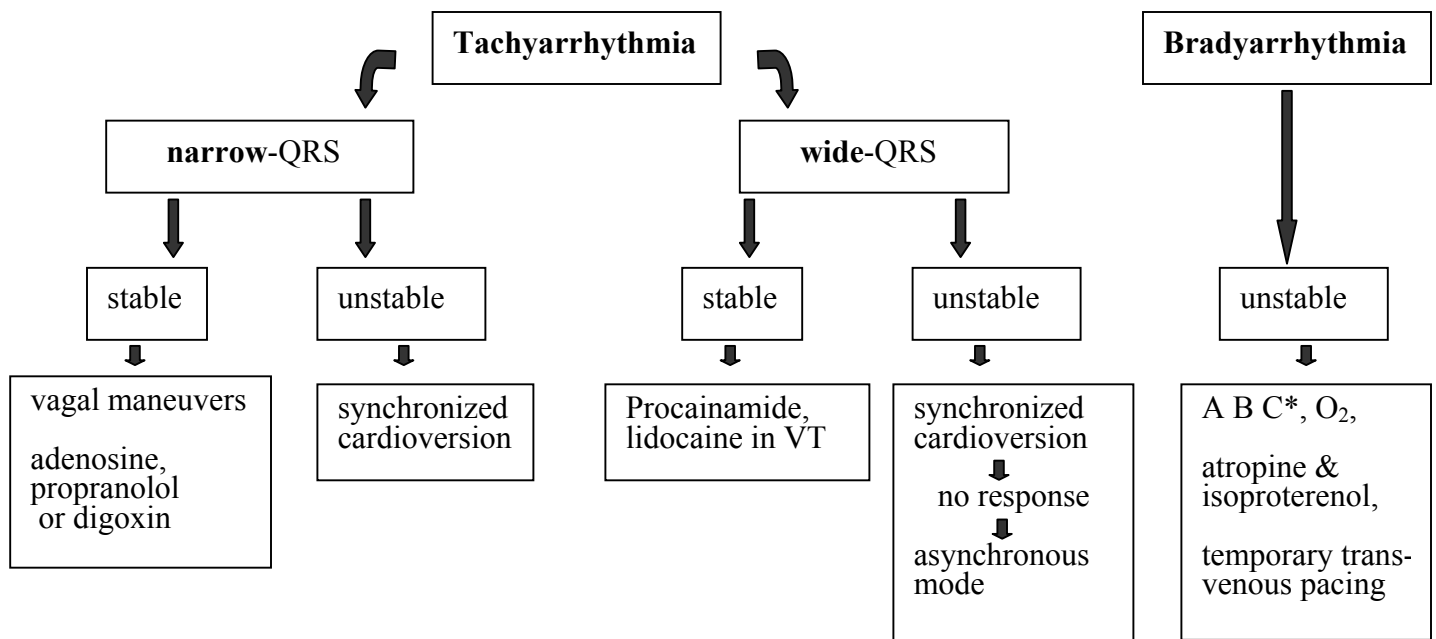 Tachyarrhythmia
Bradyarrhythmia
narrow-QRS
wide-QRS
stable
unstable
stable
unstable
unstable
vagal maneuvers
adenosine,
propranolol
or digoxin
synchronized
cardioversion
Procainamide,
lidocaine in VT
synchronized
cardioversion
no response
asynchronous
mode
A B C*, O₂,
atropine &
isoproterenol,
temporary trans-
venous pacing